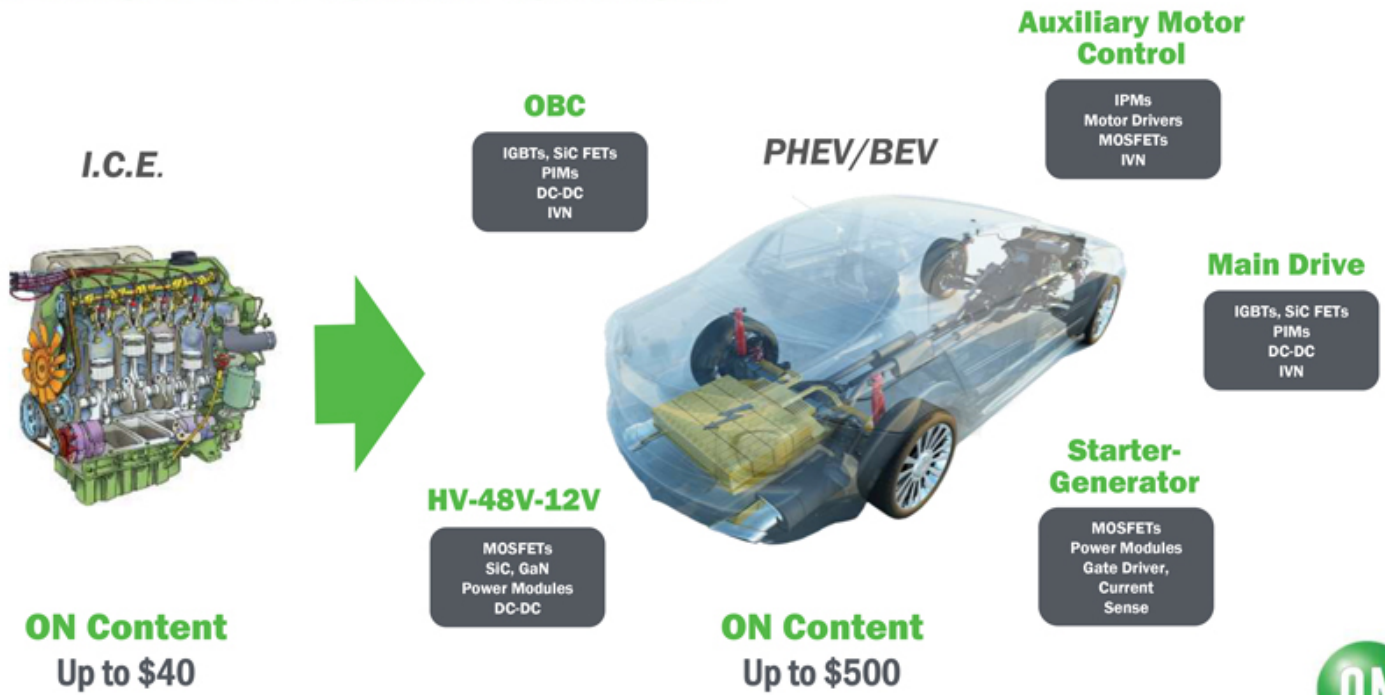 Auxiliary Motor
Control
IPMs
Motor Drivers
MOSFETs
IVN
OBC
IGBTs, SiC FETs
PIMs
DC-DC
IVN
I.C.E.
PHEV/BEV
Main Drive
IGBTs, SiC FETs
PIMs
DC-DC
IVN
Starter-
Generator
MOSFETs
Power Modules
Gate Driver,
Current
Sense
HV-48V-12V
MOSFETs
SiC, GaN
Power Modules
DC-DC
ON Content
Up to $40
ON Content
Up to $500
ON